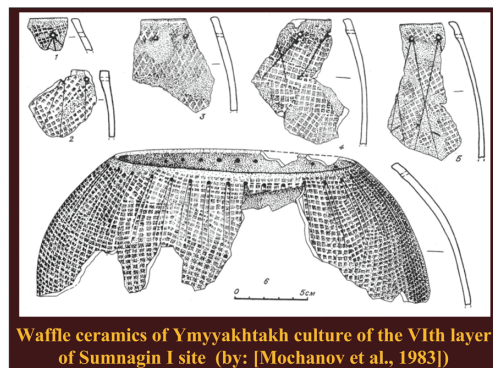 1
2
3
4
5
6
0 5см
Waffle ceramics of Ymyyakhtakh culture of the VIth layer
of Sumnagin I site (by: [Mochanov et al., 1983])